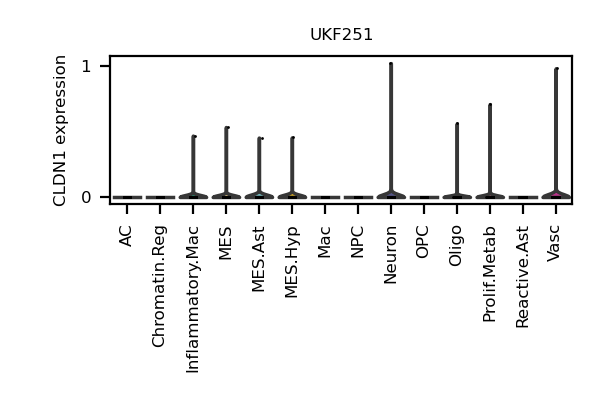 UKF251
CLDN1 expression
1
0
AC
Chromatin.Reg
Inflammatory.Mac
MES
MES.Ast
MES.Hyp
Mac
NPC
Neuron
OPC
Oligo
Prolif.Metab
Reactive.Ast
Vasc